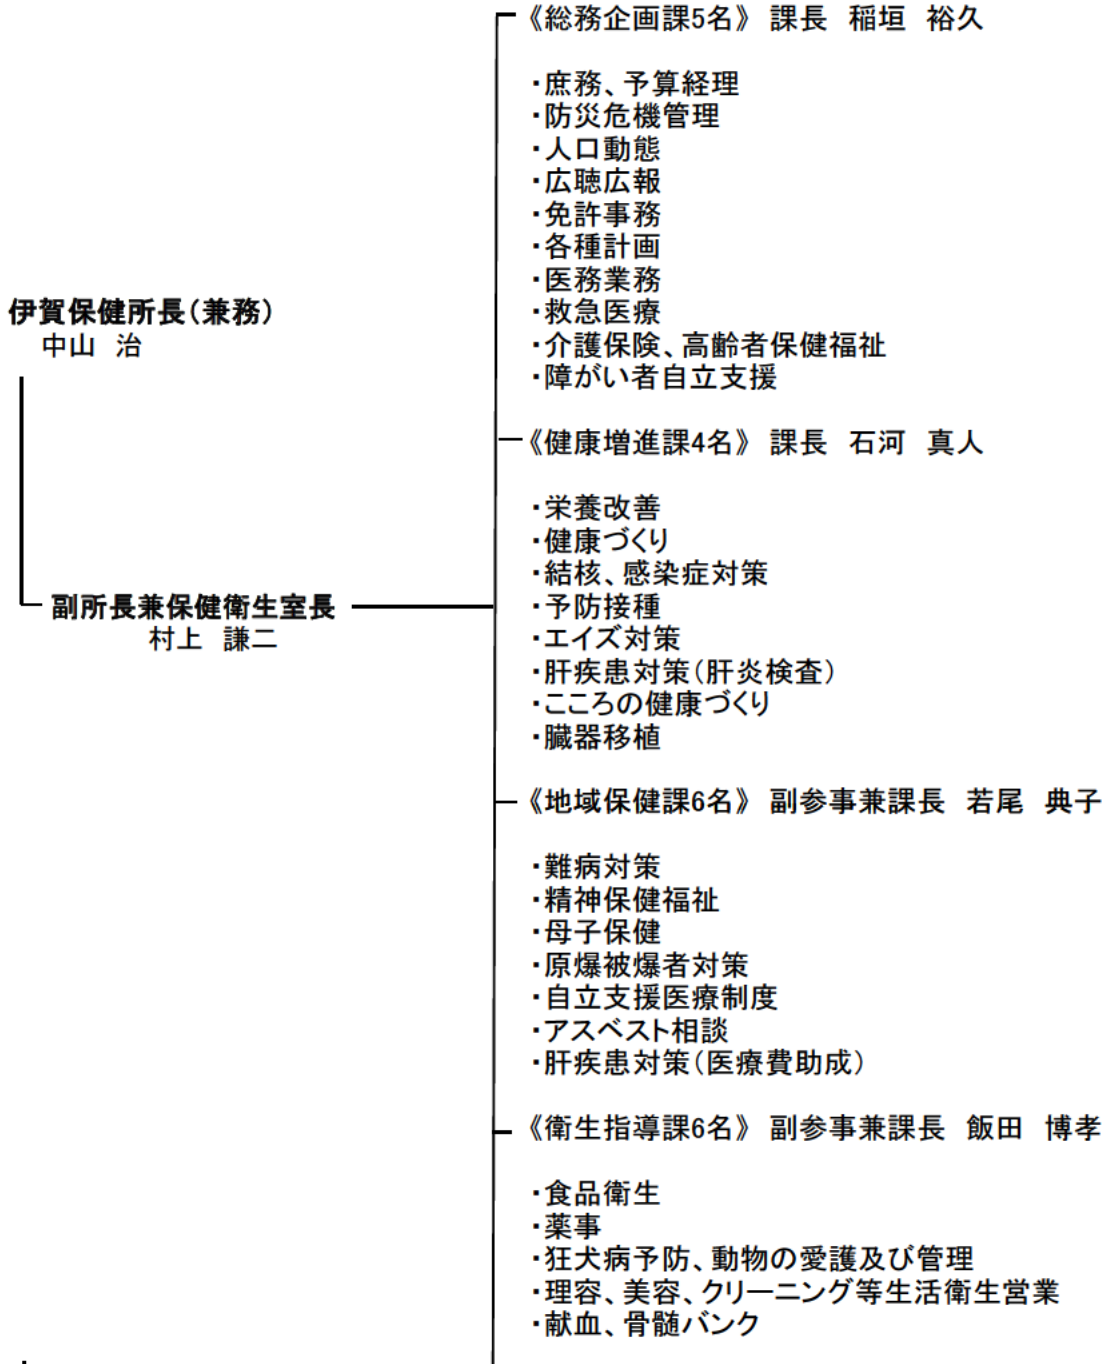 《総務企画課5名》 課長　稲垣　裕久
・庶務、予算経理
・防災危機管理
・人口動態
・広聴広報
・免許事務
・各種計画
・医務業務
・救急医療
・介護保険、高齢者保健福祉
・障がい者自立支援
伊賀保健所長（兼務）
中山　治
《健康増進課4名》 課長　石河　真人
・栄養改善
・健康づくり
・結核、感染症対策
・予防接種
・エイズ対策
・肝疾患対策（肝炎検査）
・こころの健康づくり
・臓器移植
副所長兼保健衛生室長
村上　謙二
《地域保健課6名》 副参事兼課長　若尾　典子
・難病対策
・精神保健福祉
・母子保健
・原爆被爆者対策
・自立支援医療制度
・アスベスト相談
・肝疾患対策（医療費助成）
《衛生指導課6名》 副参事兼課長　飯田　博孝
・食品衛生
・薬事
・狂犬病予防、動物の愛護及び管理
・理容、美容、クリーニング等生活衛生営業
・献血、骨髄バンク